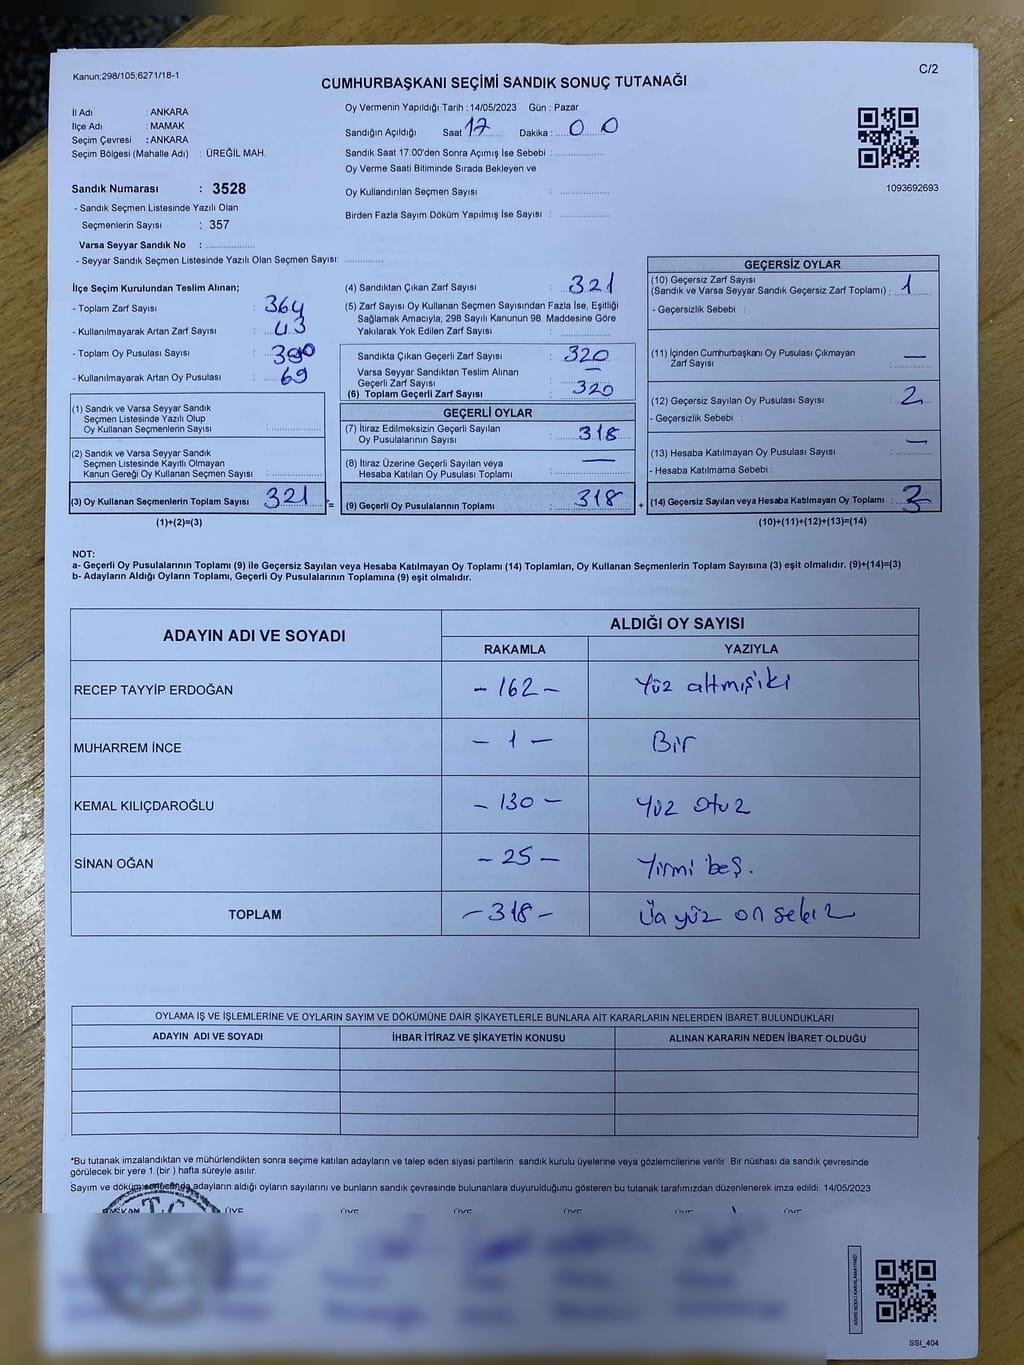 Kanun;298/105;6271/18-1
C/2
CUMHURBAŞKANI SEÇİMİ SANDIK SONUÇ TUTANAĞI
İl Adı : ANKARA
İlçe Adı : MAMAK
Seçim Çevresi : ANKARA
Seçim Bölgesi (Mahalle Adı) : ÜREĞİL MAH.
Sandık Numarası : 3528
- Sandık Seçmen Listesinde Yazılı Olan
Seçmenlerin Sayısı : 357
Varsa Seyyar Sandık No :
- Seyyar Sandık Seçmen Listesinde Yazılı Olan Seçmen Sayısı:
Oy Vermenin Yapıldığı Tarih :14/05/2023 Gün : Pazar
Sandığın Açıldığı Saat 17 Dakika : 0 0
Sandık Saat 17:00'den Sonra Açımış İse Sebebi :
Oy Verme Saati Bitiminde Sırada Bekleyen ve
Oy Kullandırılan Seçmen Sayısı :
Birden Fazla Sayım Döküm Yapılmış İse Sayısı :
1093692693
İlçe Seçim Kurulundan Teslim Alınan;
- Toplam Zarf Sayısı : 364
- Kullanılmayarak Artan Zarf Sayısı : 43
- Toplam Oy Pusulası Sayısı : 390
- Kullanılmayarak Artan Oy Pusulası : 69
(1) Sandık ve Varsa Seyyar Sandık
Seçmen Listesinde Yazılı Olup
Oy Kullanan Seçmenlerin Sayısı :
(2) Sandık ve Varsa Seyyar Sandık
Seçmen Listesinde Kayıtlı Olmayan
Kanun Gereği Oy Kullanan Seçmen Sayısı :
(3) Oy Kullanan Seçmenlerin Toplam Sayısı 321 =
(1)+(2)=(3)
(4) Sandıktan Çıkan Zarf Sayısı : 321
(5) Zarf Sayısı Oy Kullanan Seçmen Sayısından Fazla İse, Eşitliği
Sağlamak Amacıyla; 298 Sayılı Kanunun 98. Maddesine Göre
Yakılarak Yok Edilen Zarf Sayısı :
Sandıkta Çıkan Geçerli Zarf Sayısı : 320
Varsa Seyyar Sandıktan Teslim Alınan
Geçerli Zarf Sayısı : —
(6) Toplam Geçerli Zarf Sayısı : 320
GEÇERLİ OYLAR
(7) İtiraz Edilmeksizin Geçerli Sayılan
Oy Pusulalarının Sayısı : 318
(8) İtiraz Üzerine Geçerli Sayılan veya
Hesaba Katılan Oy Pusulası Toplamı : —
(9) Geçerli Oy Pusulalarının Toplamı : 318 +
GEÇERSİZ OYLAR
(10) Geçersiz Zarf Sayısı
(Sandık ve Varsa Seyyar Sandık Geçersiz Zarf Toplamı) : 1
- Geçersizlik Sebebi :
(11) İçinden Cumhurbaşkanı Oy Pusulası Çıkmayan
Zarf Sayısı : —
(12) Geçersiz Sayılan Oy Pusulası Sayısı : 2
- Geçersizlik Sebebi :
(13) Hesaba Katılmayan Oy Pusulası Sayısı : —
- Hesaba Katılmama Sebebi :
(14) Geçersiz Sayılan veya Hesaba Katılmayan Oy Toplamı : 3
(10)+(11)+(12)+(13)=(14)
NOT:
a- Geçerli Oy Pusulalarının Toplamı (9) ile Geçersiz Sayılan veya Hesaba Katılmayan Oy Toplamı (14) Toplamları, Oy Kullanan Seçmenlerin Toplam Sayısına (3) eşit olmalıdır. (9)+(14)=(3)
b- Adayların Aldığı Oyların Toplamı, Geçerli Oy Pusulalarının Toplamına (9) eşit olmalıdır.
ADAYIN ADI VE SOYADI ALDIĞI OY SAYISI
RAKAMLA YAZIYLA
RECEP TAYYİP ERDOĞAN - 162 - Yüz altmışiki
MUHARREM İNCE - 1 - Bir
KEMAL KILIÇDAROĞLU - 130 - Yüz otuz
SİNAN OĞAN - 25 - Yirmi beş.
TOPLAM - 318 - Üçyüz on sekiz
OYLAMA İŞ VE İŞLEMLERİNE VE OYLARIN SAYIM VE DÖKÜMÜNE DAİR ŞİKAYETLERLE BUNLARA AİT KARARLARIN NELERDEN İBARET BULUNDUKLARI
ADAYIN ADI VE SOYADI İHBAR İTİRAZ VE ŞİKAYETİN KONUSU ALINAN KARARIN NEDEN İBARET OLDUĞU
*Bu tutanak imzalandıktan ve mühürlendikten sonra seçime katılan adayların ve talep eden siyasi partilerin sandık kurulu üyelerine veya gözlemcilerine verilir Bir nüshası da sandık çevresinde
görülecek bir yere 1 (bir ) hafta süreyle asılır.
Sayım ve döküm sonucunda adayların aldığı oyların sayılarını ve bunların sandık çevresinde bulunanlara duyurulduğunu gösteren bu tutanak tarafımızdan düzenlenerek imza edildi. 14/05/2023
BAŞKAN ÜYE ÜYE ÜYE ÜYE ÜYE ÜYE
T.C.
SSI_404